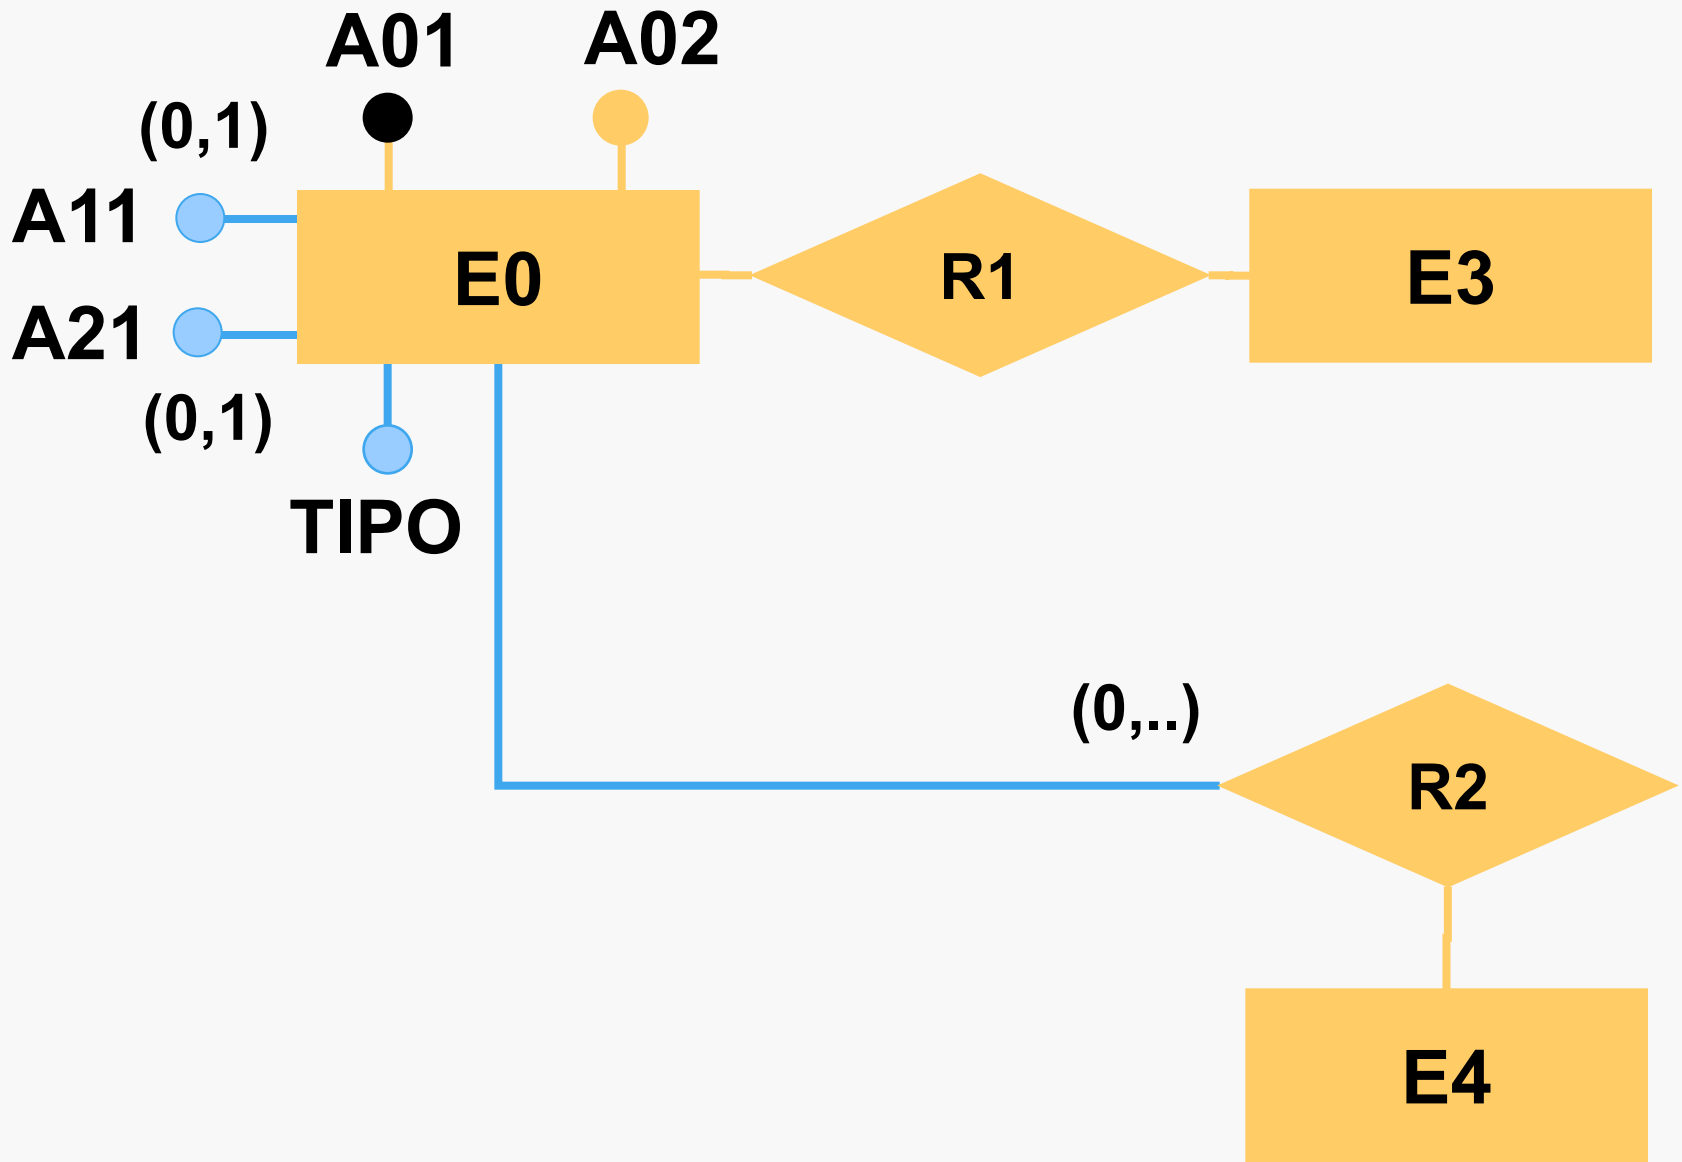 A01
A02
(0,1)
A11
E0
R1
E3
A21
(0,1)
TIPO
(0,..)
R2
E4